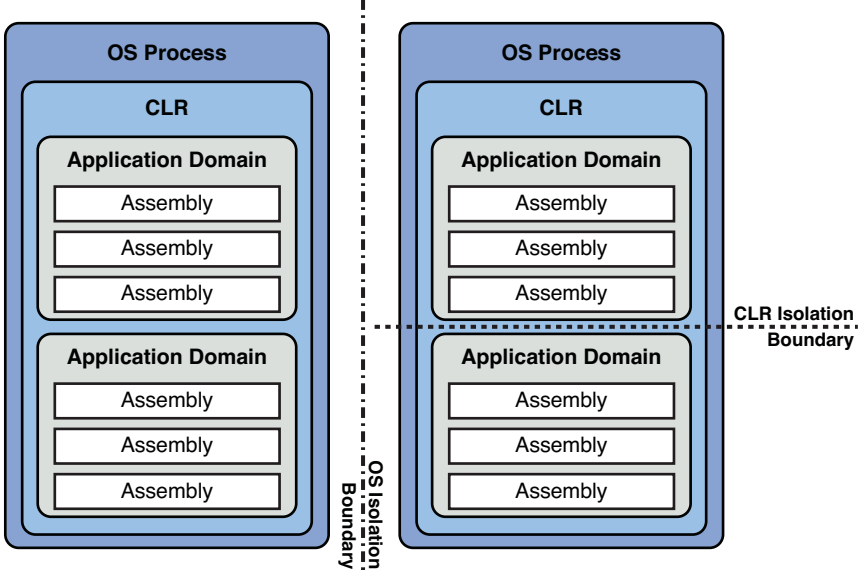 OS Process
CLR
Application Domain
Assembly
Assembly
Assembly
Application Domain
Assembly
Assembly
Assembly
OS Isolation
Boundary
OS Process
CLR
Application Domain
Assembly
Assembly
Assembly
Application Domain
Assembly
Assembly
Assembly
CLR Isolation
Boundary